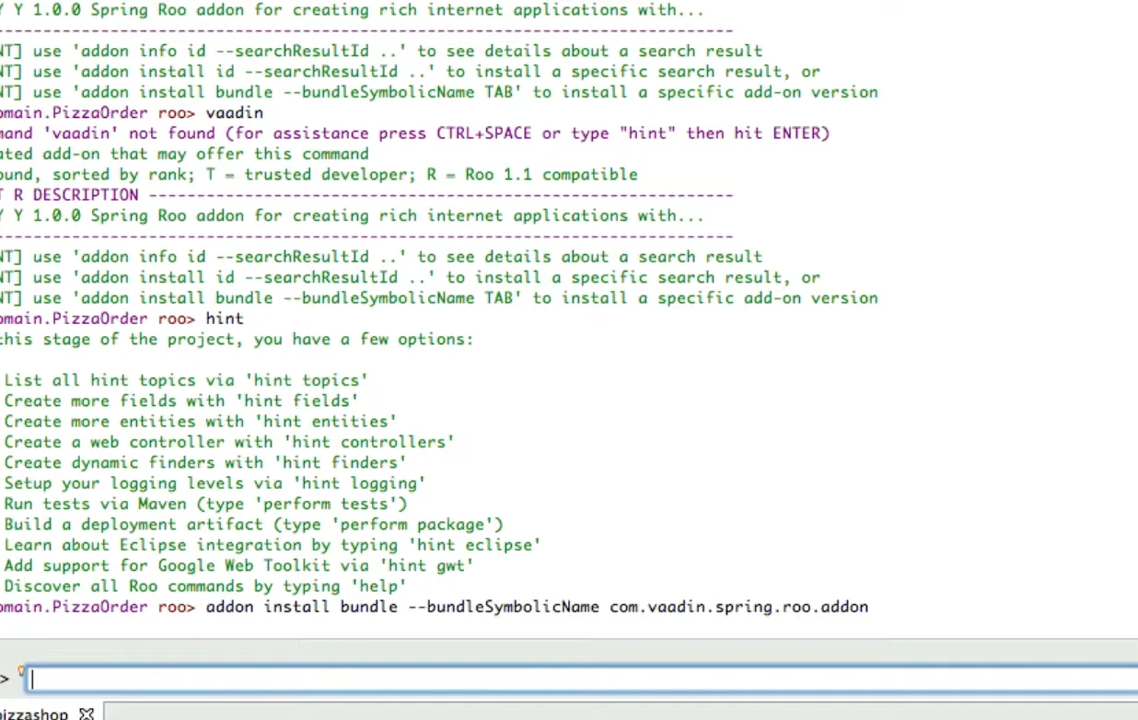 Y 1.0.0 Spring Roo addon for creating rich internet applications with...
use 'addon info id --searchResultId ..' to see details about a search result
use 'addon install id --searchResultId ..' to install a specific search result, or
use 'addon install bundle --bundleSymbolicName TAB' to install a specific add-on version
omain.PizzaOrder roo> vaadin
mand 'vaadin' not found (for assistance press CTRL+SPACE or type "hint" then hit ENTER)
ated add-on that may offer this command
ound, sorted by rank; T = trusted developer; R = Roo 1.1 compatible
T R DESCRIPTION -------------------------------------------------------------
Y Y 1.0.0 Spring Roo addon for creating rich internet applications with...
NT] use 'addon info id --searchResultId ..' to see details about a search result
NT] use 'addon install id --searchResultId ..' to install a specific search result, or
NT] use 'addon install bundle --bundleSymbolicName TAB' to install a specific add-on version
omain.PizzaOrder roo> hint
this stage of the project, you have a few options:
List all hint topics via 'hint topics'
Create more fields with 'hint fields'
Create more entities with 'hint entities'
Create a web controller with 'hint controllers'
Create dynamic finders with 'hint finders'
Setup your logging levels via 'hint logging'
Run tests via Maven (type 'perform tests')
Build a deployment artifact (type 'perform package')
Learn about Eclipse integration by typing 'hint eclipse'
Add support for Google Web Toolkit via 'hint gwt'
Discover all Roo commands by typing 'help'
omain.PizzaOrder roo> addon install bundle --bundleSymbolicName com.vaadin.spring.roo.addon
>
pizzashop